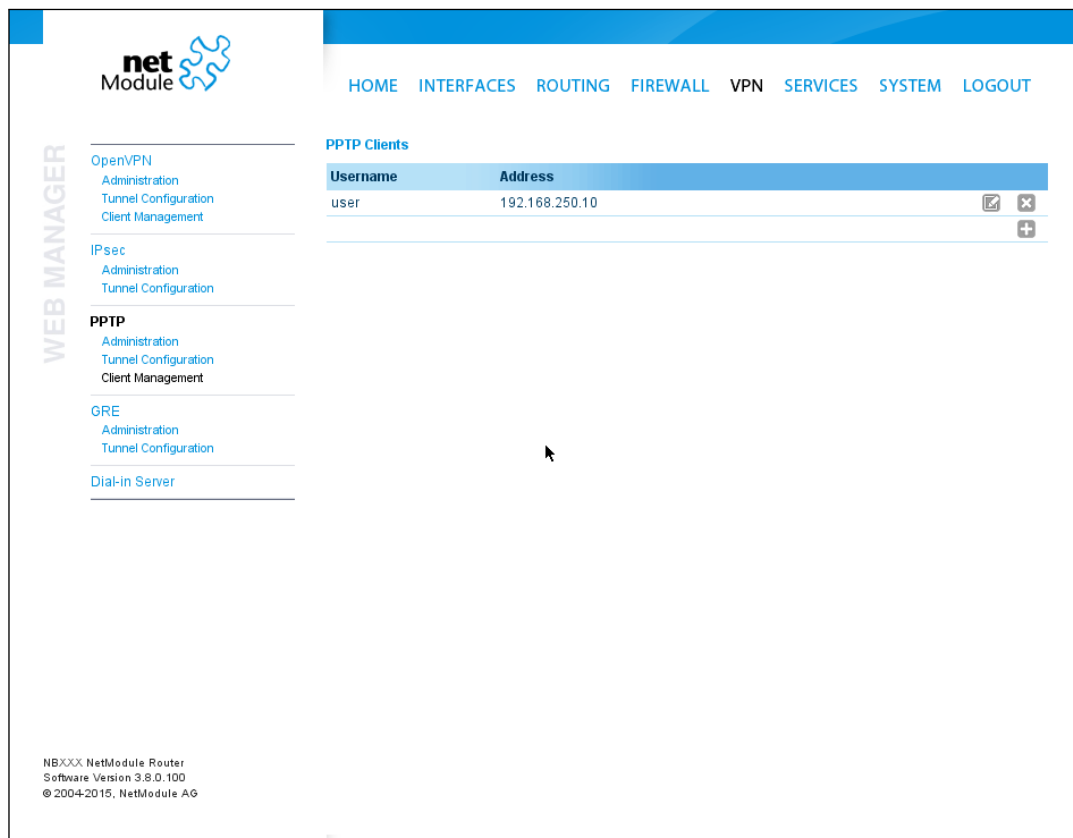 net
Module
HOME INTERFACES ROUTING FIREWALL VPN SERVICES SYSTEM LOGOUT
WEB MANAGER
OpenVPN
Administration
Tunnel Configuration
Client Management
IPsec
Administration
Tunnel Configuration
PPTP
Administration
Tunnel Configuration
Client Management
GRE
Administration
Tunnel Configuration
Dial-in Server
PPTP Clients
Username Address
user 192.168.250.10
NBXXX NetModule Router
Software Version 3.8.0.100
© 2004-2015, NetModule AG